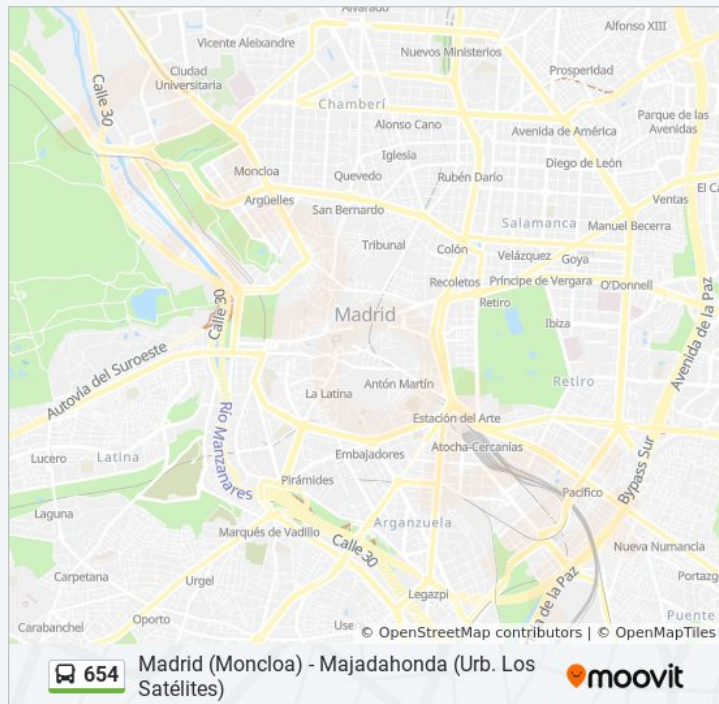 Alvarado
Alfonso XIII
Vicente Aleixandre
Nuevos Ministerios
Ciudad
Universitaria
Prosperidad
Calle 30
Chamberí
Parque de las
Avenidas
Alonso Cano
Avenida de América
Iglesia
Diego de León
Moncloa
Quevedo
Rubén Darío
Ventas
El Ca
Argüelles
San Bernardo
Salamanca
Manuel Becerra
Tribunal
Colón
Velázquez
Goya
Recoletos
Príncipe de Vergara
O'Donnell
Calle 30
Madrid
Retiro
Ibiza
Avenida de la Paz
Autovía del Suroeste
La Latina
Antón Martín
Retiro
Río Manzanares
Estación del Arte
Lucero
Latina
Embajadores
Atocha-Cercanías
Bypass Sur
Pirámides
Pacífico
Laguna
Marqués de Vadillo
Arganzuela
Calle 30
Nueva Numancia
Carpetana
Urgel
Legazpi
a de la Paz
Portazg
Carabanchel
Oporto
Use
Puente
© OpenStreetMap contributors | © OpenMapTiles
654
Madrid (Moncloa) - Majadahonda (Urb. Los
Satélites)
moovit